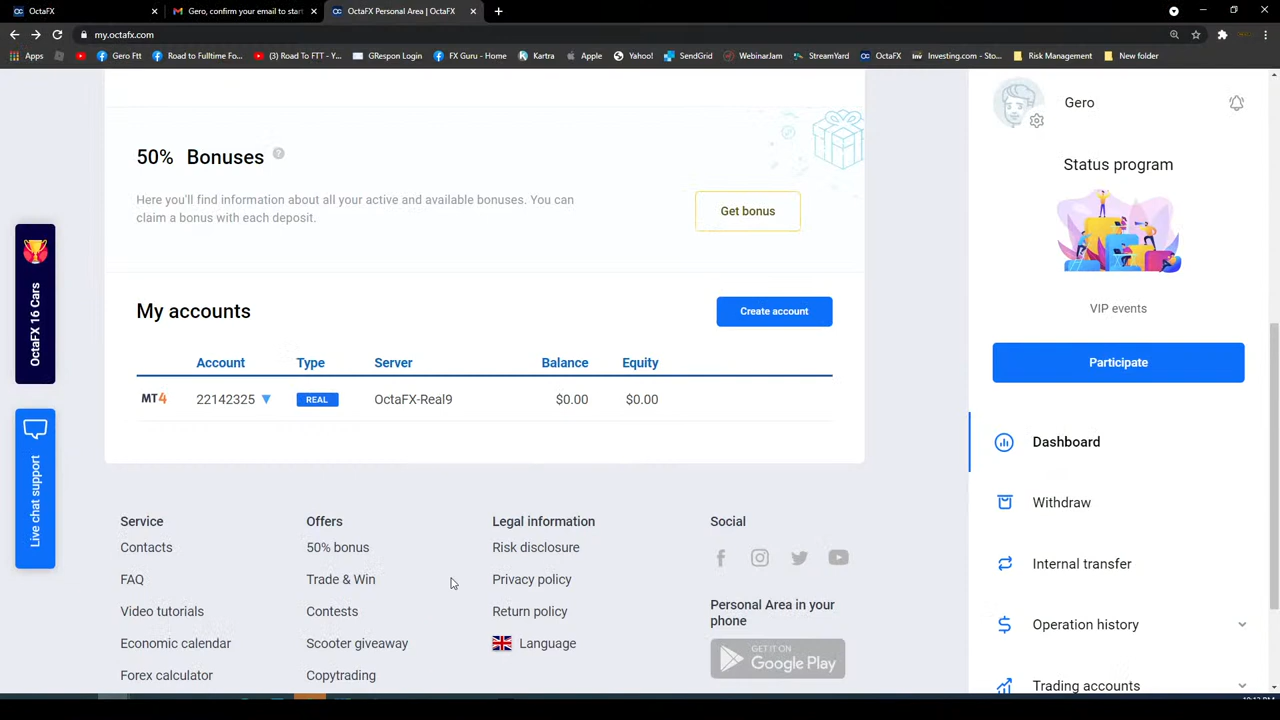 OctaFX
Gero, confirm your email to start
OctaFX Personal Area | OctaFX
my.octafx.com
Apps
Gero Ftt
Road to Fulltime Fo...
(3) Road To FTT - Y...
GRespon Login
FX Guru - Home
Kartra
Apple
Yahoo!
SendGrid
WebinarJam
StreamYard
OctaFX
Investing.com - Sto...
Risk Management
New folder
50% Bonuses
Here you'll find information about all your active and available bonuses. You can
claim a bonus with each deposit.
Get bonus
My accounts
Create account
Account Type Server Balance Equity
MT4 22142325 REAL OctaFX-Real9 $0.00 $0.00
OctaFX 16 Cars
Live chat support
Service
Contacts
FAQ
Video tutorials
Economic calendar
Forex calculator
Offers
50% bonus
Trade & Win
Contests
Scooter giveaway
Copytrading
Legal information
Risk disclosure
Privacy policy
Return policy
Language
Social
Personal Area in your
phone
GET IT ON
Google Play
Gero
Status program
VIP events
Participate
Dashboard
Withdraw
Internal transfer
Operation history
Trading accounts